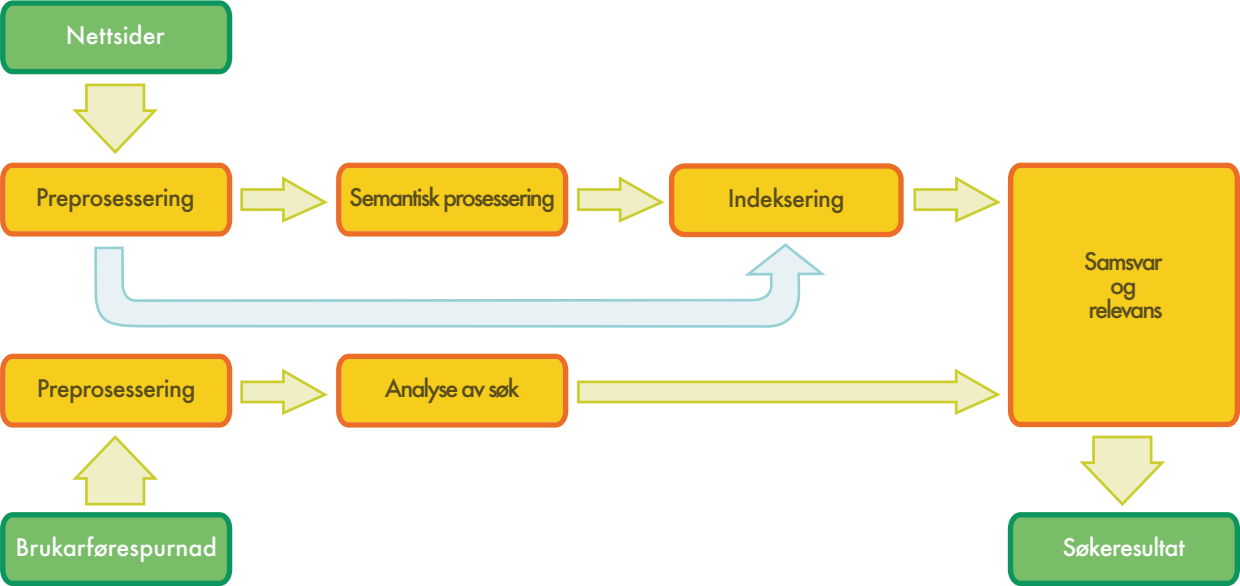 Nettsider
Preprosessering
Semantisk prosessering
Indeksering
Samsvar
og
relevans
Preprosessering
Analyse av søk
Brukarførespurnad
Søkeresultat